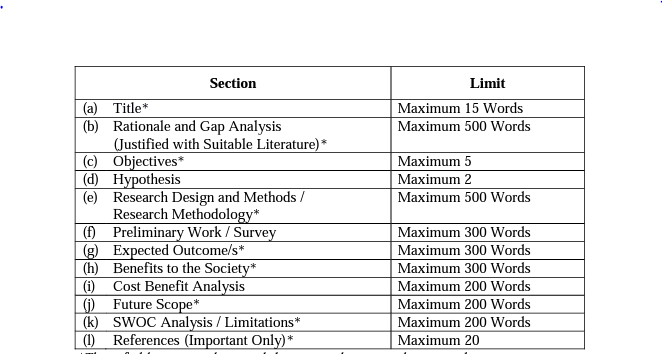 Section Limit
(a) Title* Maximum 15 Words
(b) Rationale and Gap Analysis Maximum 500 Words
(Justified with Suitable Literature)*
(c) Objectives* Maximum 5
(d) Hypothesis Maximum 2
(e) Research Design and Methods / Maximum 500 Words
Research Methodology*
(f) Preliminary Work / Survey Maximum 300 Words
(g) Expected Outcome/s* Maximum 300 Words
(h) Benefits to the Society* Maximum 300 Words
(i) Cost Benefit Analysis Maximum 200 Words
(j) Future Scope* Maximum 200 Words
(k) SWOC Analysis / Limitations* Maximum 200 Words
(l) References (Important Only)* Maximum 20